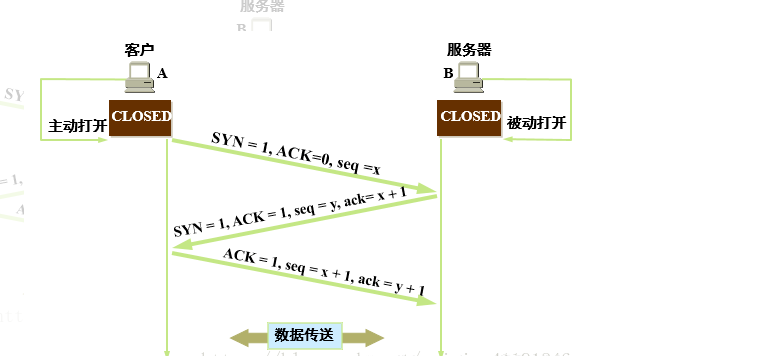 服务器
B
客户
服务器
A
B
CLOSED
CLOSED
主动打开
被动打开
SYN = 1, ACK=0, seq =x
SYN = 1, ACK = 1, seq = y, ack= x + 1
ACK = 1, seq = x + 1, ack = y + 1
数据传送